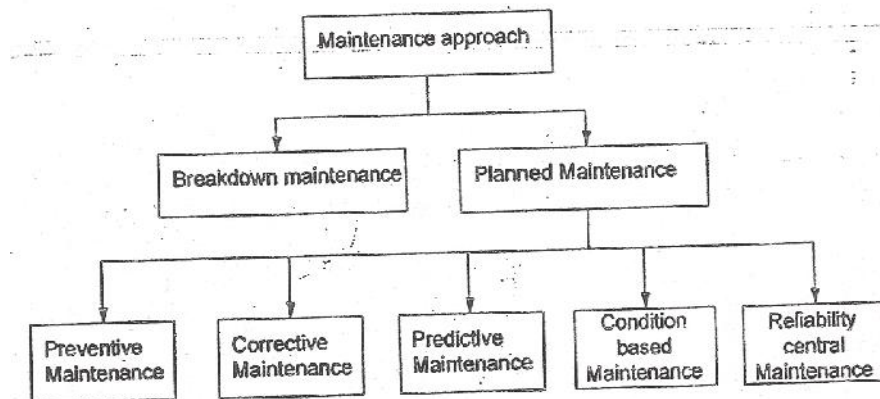 Maintenance approach
Breakdown maintenance
Planned Maintenance
Preventive
Maintenance
Corrective
Maintenance
Predictive
Maintenance
Condition
based
Maintenance
Reliability
central
Maintenance